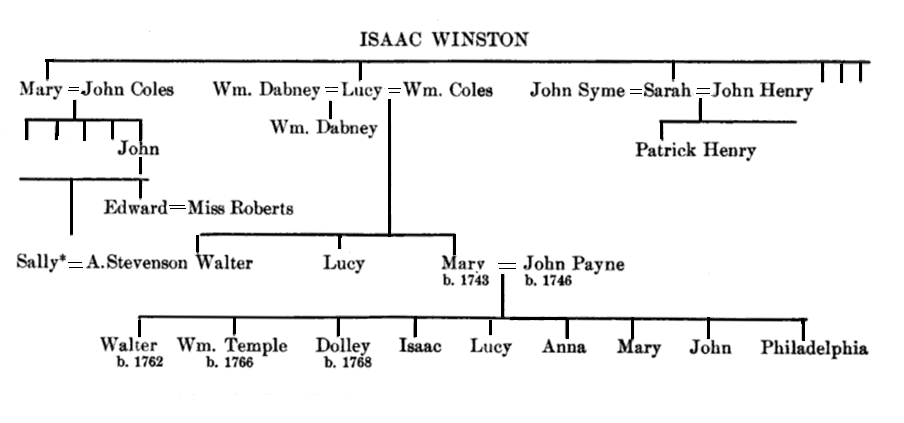 ISAAC WINSTON
Mary = John Coles Wm. Dabney = Lucy = Wm. Coles John Syme = Sarah = John Henry
Wm. Dabney
John
Patrick Henry
Edward = Miss Roberts
Sally* = A. Stevenson Walter Lucy Mary = John Payne
b. 1743 b. 1746
Walter Wm. Temple Dolley Isaac Lucy Anna Mary John Philadelphia
b. 1762 b. 1766 b. 1768